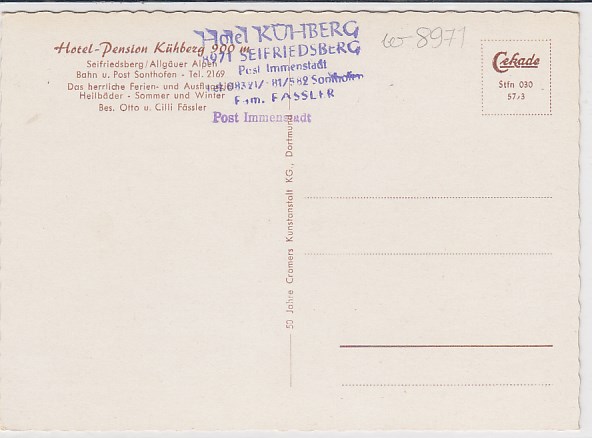 Hotel-Pension Kühberg 900 m
Seifriedsberg/Allgäuer Alpen
Bahn u. Post Sonthofen - Tel. 2169
Das herrliche Ferien- und Ausflugsziel
Heilbäder - Sommer und Winter
Bes. Otto u. Cilli Fässler
Hotel KÜHBERG
8971 SEIFRIEDSBERG
Post Immenstadt
Sonthofen
Fam. FÄSSLER
Post Immenstadt
w-8971
Cekade
Stfn 030
57/3
50 Jahre Cramers Kunstanstalt KG., Dortmund